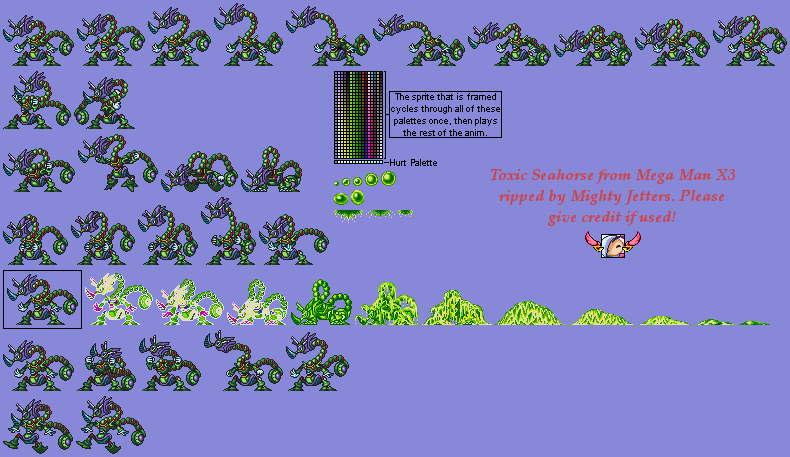 The sprite that is framed
cycles through all of these
palettes once, then plays
the rest of the anim.
Hurt Palette
Toxic Seahorse from Mega Man X3
ripped by Mighty Jetters. Please
give credit if used!